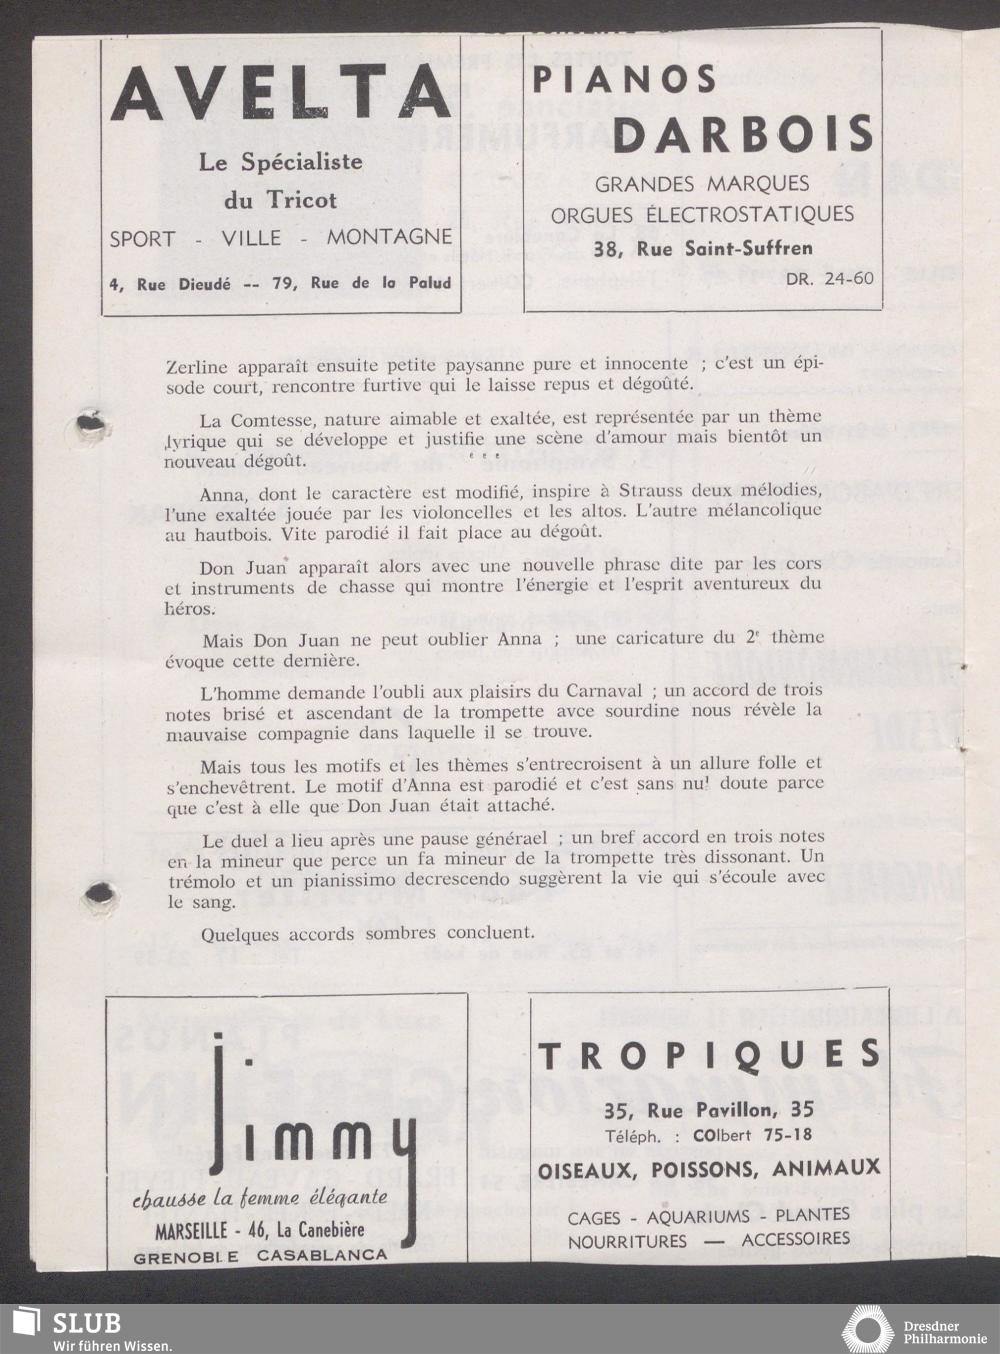 AVELTA
Le Spécialiste
du Tricot
SPORT - VILLE - MONTAGNE
4, Rue Dieudé -- 79, Rue de la Palud
PIANOS
DARBOIS
GRANDES MARQUES
ORGUES ÉLECTROSTATIQUES
38, Rue Saint-Suffren
DR. 24-60
Zerline apparaît ensuite petite paysanne pure et innocente ; c'est un épi-
sode court, rencontre furtive qui le laisse repus et dégoûté.
La Comtesse, nature aimable et exaltée, est représentée par un thème
lyrique qui se développe et justifie une scène d'amour mais bientôt un
nouveau dégoût.
Anna, dont le caractère est modifié, inspire à Strauss deux mélodies,
l'une exaltée jouée par les violoncelles et les altos. L'autre mélancolique
au hautbois. Vite parodié il fait place au dégoût.
Don Juan apparaît alors avec une nouvelle phrase dite par les cors
et instruments de chasse qui montre l'énergie et l'esprit aventureux du
héros.
Mais Don Juan ne peut oublier Anna ; une caricature du 2e thème
évoque cette dernière.
L'homme demande l'oubli aux plaisirs du Carnaval ; un accord de trois
notes brisé et ascendant de la trompette avce sourdine nous révèle la
mauvaise compagnie dans laquelle il se trouve.
Mais tous les motifs et les thèmes s'entrecroisent à un allure folle et
s'enchevêtrent. Le motif d'Anna est parodié et c'est sans nul doute parce
que c'est à elle que Don Juan était attaché.
Le duel a lieu après une pause générael ; un bref accord en trois notes
en la mineur que perce un fa mineur de la trompette très dissonant. Un
trémolo et un pianissimo decrescendo suggèrent la vie qui s'écoule avec
le sang.
Quelques accords sombres concluent.
jimmy
chausse la femme élégante
MARSEILLE - 46, La Canebière
GRENOBLE CASABLANCA
TROPIQUES
35, Rue Pavillon, 35
Téléph. : COlbert 75-18
OISEAUX, POISSONS, ANIMAUX
CAGES - AQUARIUMS - PLANTES
NOURRITURES — ACCESSOIRES
SLUB
Wir führen Wissen.
Dresdner
Philharmonie